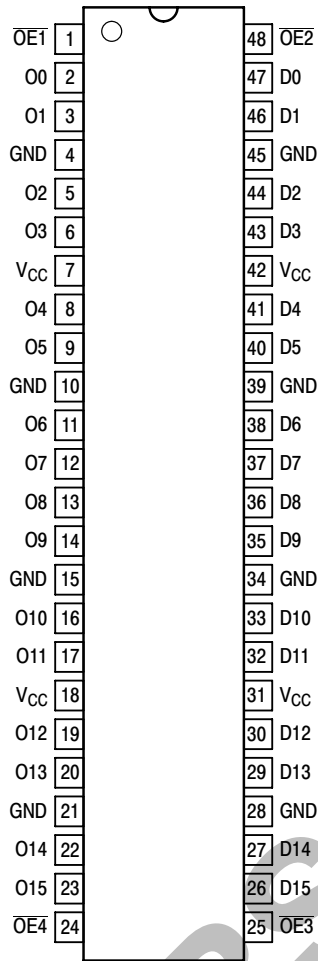 OE1 1 48 OE2
O0 2 47 D0
O1 3 46 D1
GND 4 45 GND
O2 5 44 D2
O3 6 43 D3
VCC 7 42 VCC
O4 8 41 D4
O5 9 40 D5
GND 10 39 GND
O6 11 38 D6
O7 12 37 D7
O8 13 36 D8
O9 14 35 D9
GND 15 34 GND
O10 16 33 D10
O11 17 32 D11
VCC 18 31 VCC
O12 19 30 D12
O13 20 29 D13
GND 21 28 GND
O14 22 27 D14
O15 23 26 D15
OE4 24 25 OE3